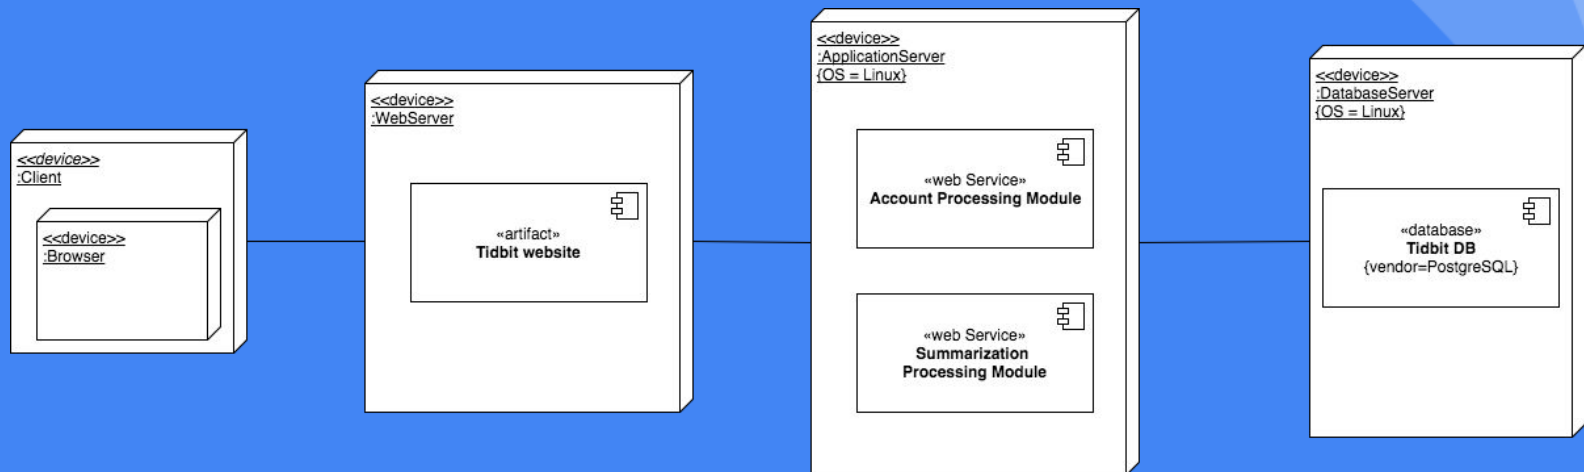 <<device>>
:Client
<<device>>
:Browser
<<device>>
:WebServer
«artifact»
Tidbit website
<<device>>
:ApplicationServer
{OS = Linux}
«web Service»
Account Processing Module
«web Service»
Summarization
Processing Module
<<device>>
:DatabaseServer
{OS = Linux}
«database»
Tidbit DB
{vendor=PostgreSQL}